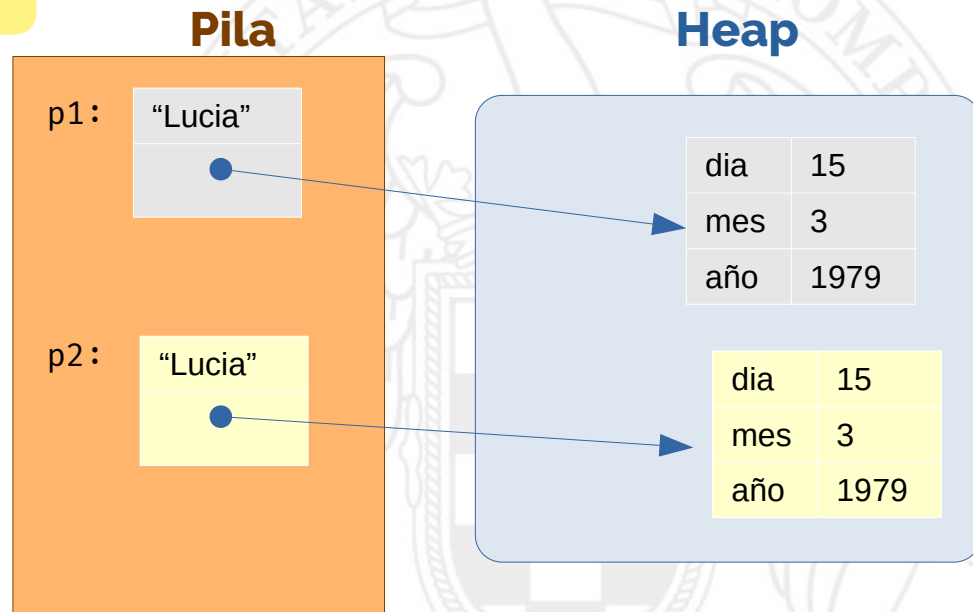 Pila
Heap
p1:
“Lucia”
dia 15
mes 3
año 1979
p2:
“Lucia”
dia 15
mes 3
año 1979